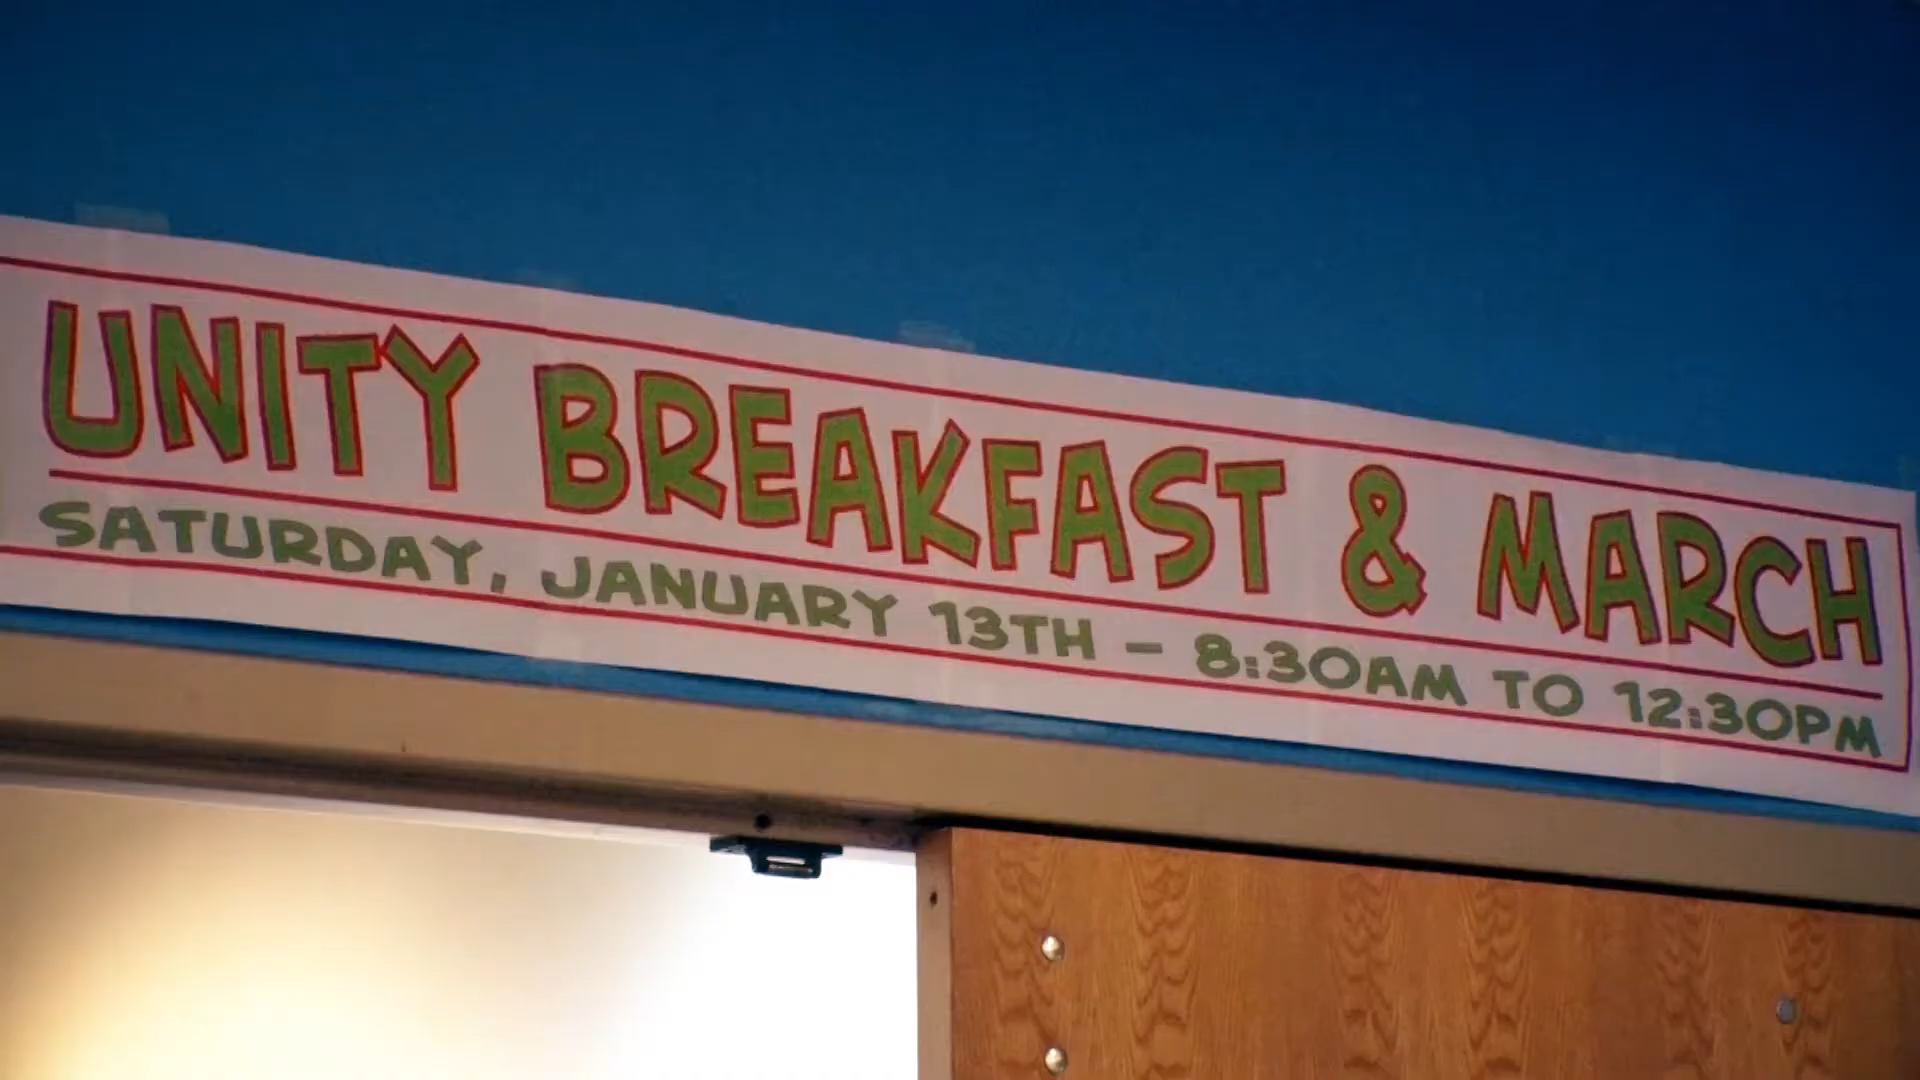 UNITY BREAKFAST & MARCH
SATURDAY, JANUARY 13TH - 8:30AM TO 12:30PM